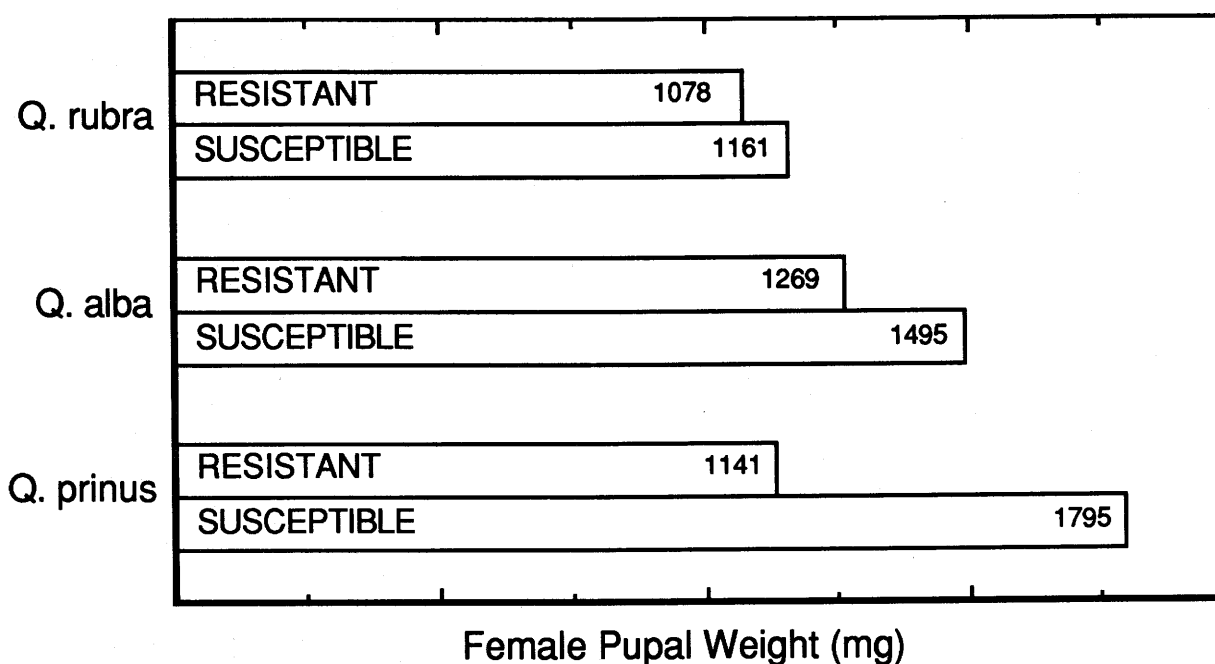 Q. rubra
RESISTANT 1078
SUSCEPTIBLE 1161
Q. alba
RESISTANT 1269
SUSCEPTIBLE 1495
Q. prinus
RESISTANT 1141
SUSCEPTIBLE 1795
Female Pupal Weight (mg)